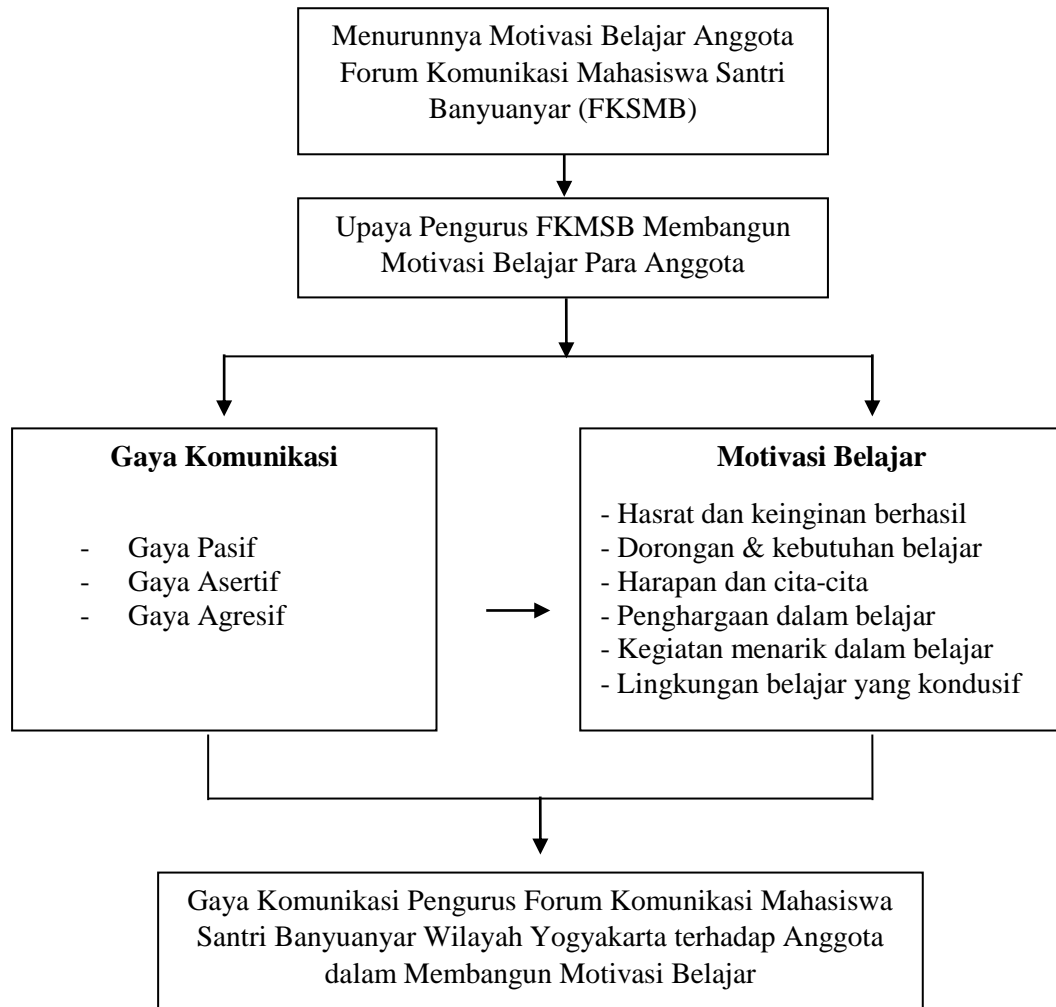 Menurunnya Motivasi Belajar Anggota
Forum Komunikasi Mahasiswa Santri
Banyuanyar (FKSMB)
Upaya Pengurus FKMSB Membangun
Motivasi Belajar Para Anggota
Gaya Komunikasi
- Gaya Pasif
- Gaya Asertif
- Gaya Agresif
Motivasi Belajar
- Hasrat dan keinginan berhasil
- Dorongan & kebutuhan belajar
- Harapan dan cita-cita
- Penghargaan dalam belajar
- Kegiatan menarik dalam belajar
- Lingkungan belajar yang kondusif
Gaya Komunikasi Pengurus Forum Komunikasi Mahasiswa
Santri Banyuanyar Wilayah Yogyakarta terhadap Anggota
dalam Membangun Motivasi Belajar